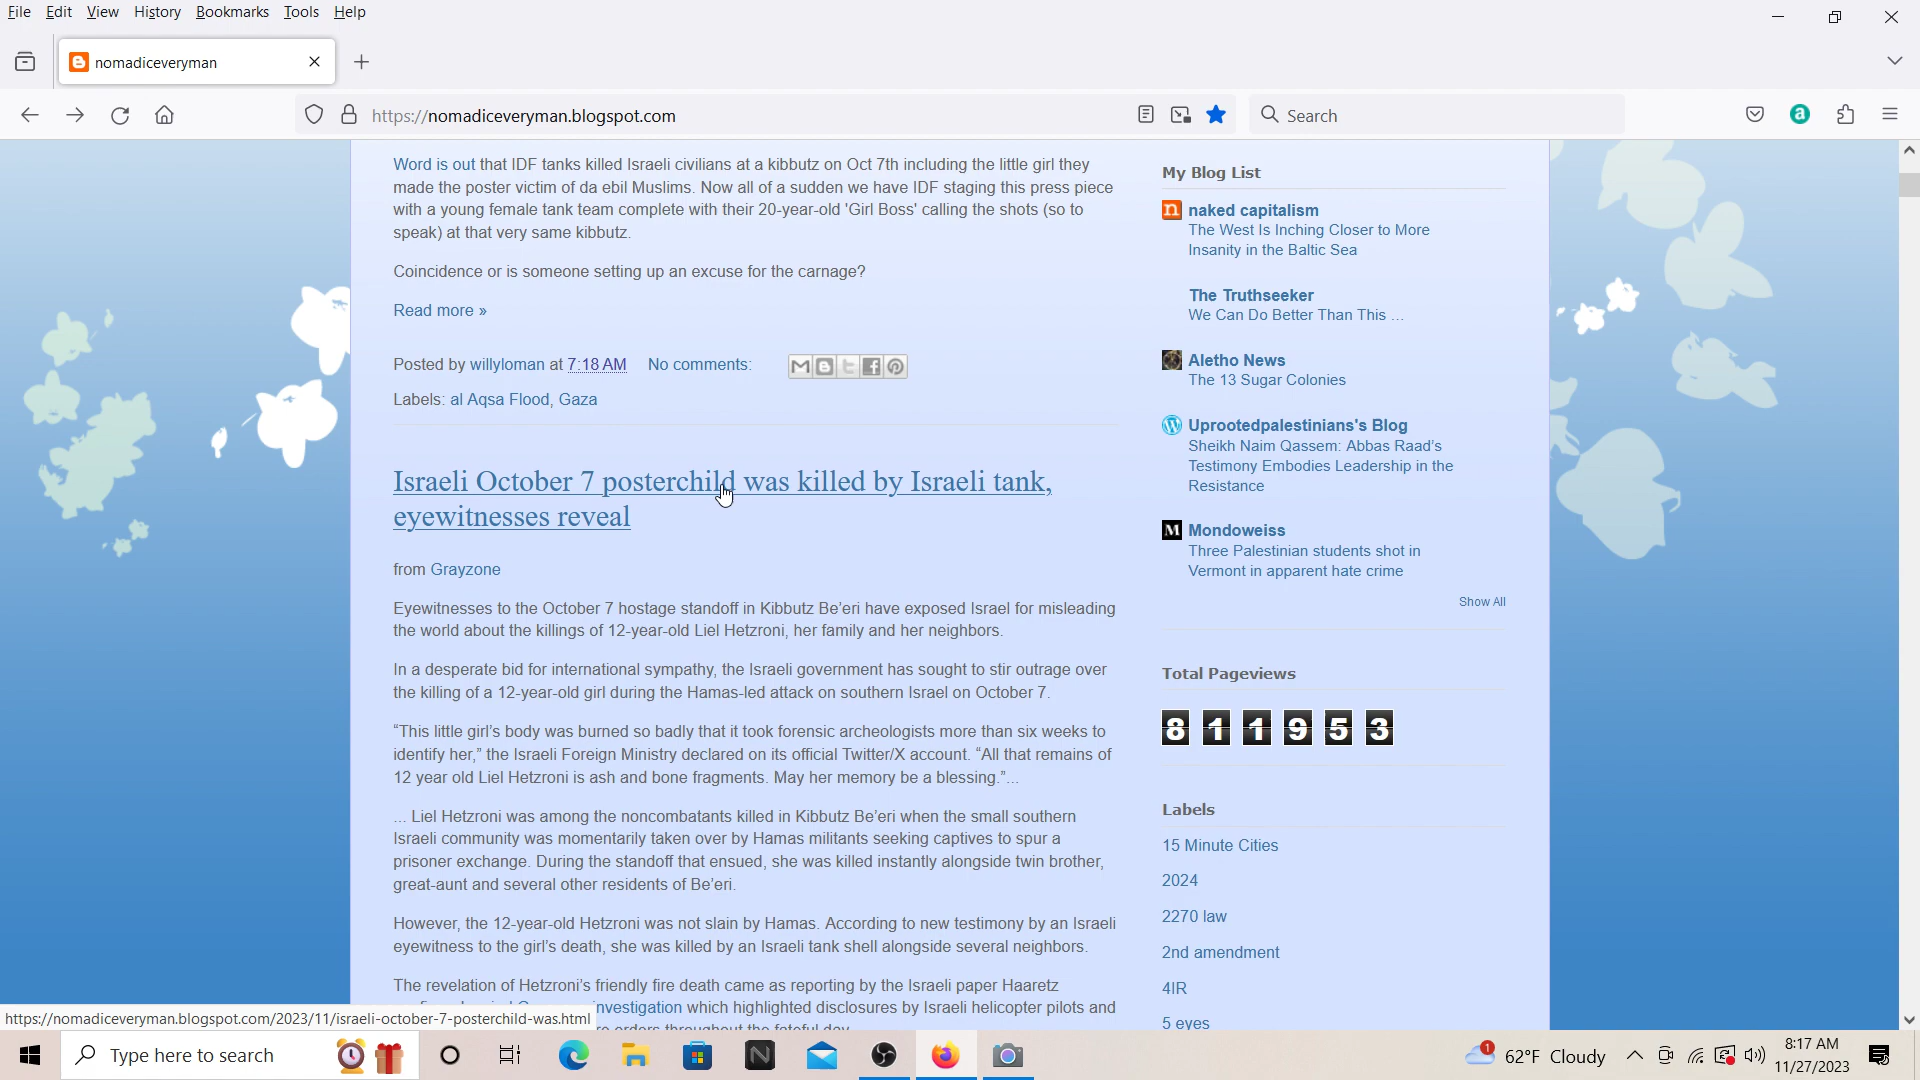 File Edit View History Bookmarks Tools Help
nomadiceveryman
https://nomadiceveryman.blogspot.com
Search
Word is out that IDF tanks killed Israeli civilians at a kibbutz on Oct 7th including the little girl they
made the poster victim of da ebil Muslims. Now all of a sudden we have IDF staging this press piece
with a young female tank team complete with their 20-year-old 'Girl Boss' calling the shots (so to
speak) at that very same kibbutz.
Coincidence or is someone setting up an excuse for the carnage?
Read more »
Posted by willyloman at 7:18 AM No comments:
Labels: al Aqsa Flood, Gaza
Israeli October 7 posterchild was killed by Israeli tank,
eyewitnesses reveal
from Grayzone
Eyewitnesses to the October 7 hostage standoff in Kibbutz Be'eri have exposed Israel for misleading
the world about the killings of 12-year-old Liel Hetzroni, her family and her neighbors.
In a desperate bid for international sympathy, the Israeli government has sought to stir outrage over
the killing of a 12-year-old girl during the Hamas-led attack on southern Israel on October 7.
“This little girl’s body was burned so badly that it took forensic archeologists more than six weeks to
identify her,” the Israeli Foreign Ministry declared on its official Twitter/X account. “All that remains of
12 year old Liel Hetzroni is ash and bone fragments. May her memory be a blessing.”...
... Liel Hetzroni was among the noncombatants killed in Kibbutz Be’eri when the small southern
Israeli community was momentarily taken over by Hamas militants seeking captives to spur a
prisoner exchange. During the standoff that ensued, she was killed instantly alongside twin brother,
great-aunt and several other residents of Be’eri.
However, the 12-year-old Hetzroni was not slain by Hamas. According to new testimony by an Israeli
eyewitness to the girl’s death, she was killed by an Israeli tank shell alongside several neighbors.
The revelation of Hetzroni’s friendly fire death came as reporting by the Israeli paper Haaretz
investigation which highlighted disclosures by Israeli helicopter pilots and
My Blog List
naked capitalism
The West Is Inching Closer to More
Insanity in the Baltic Sea
The Truthseeker
We Can Do Better Than This ...
Aletho News
The 13 Sugar Colonies
Uprootedpalestinians's Blog
Sheikh Naim Qassem: Abbas Raad’s
Testimony Embodies Leadership in the
Resistance
Mondoweiss
Three Palestinian students shot in
Vermont in apparent hate crime
Show All
Total Pageviews
8 1 1 9 5 3
Labels
15 Minute Cities
2024
2270 law
2nd amendment
4IR
5 eyes
https://nomadiceveryman.blogspot.com/2023/11/israeli-october-7-posterchild-was.html
Type here to search
62°F Cloudy
8:17 AM
11/27/2023